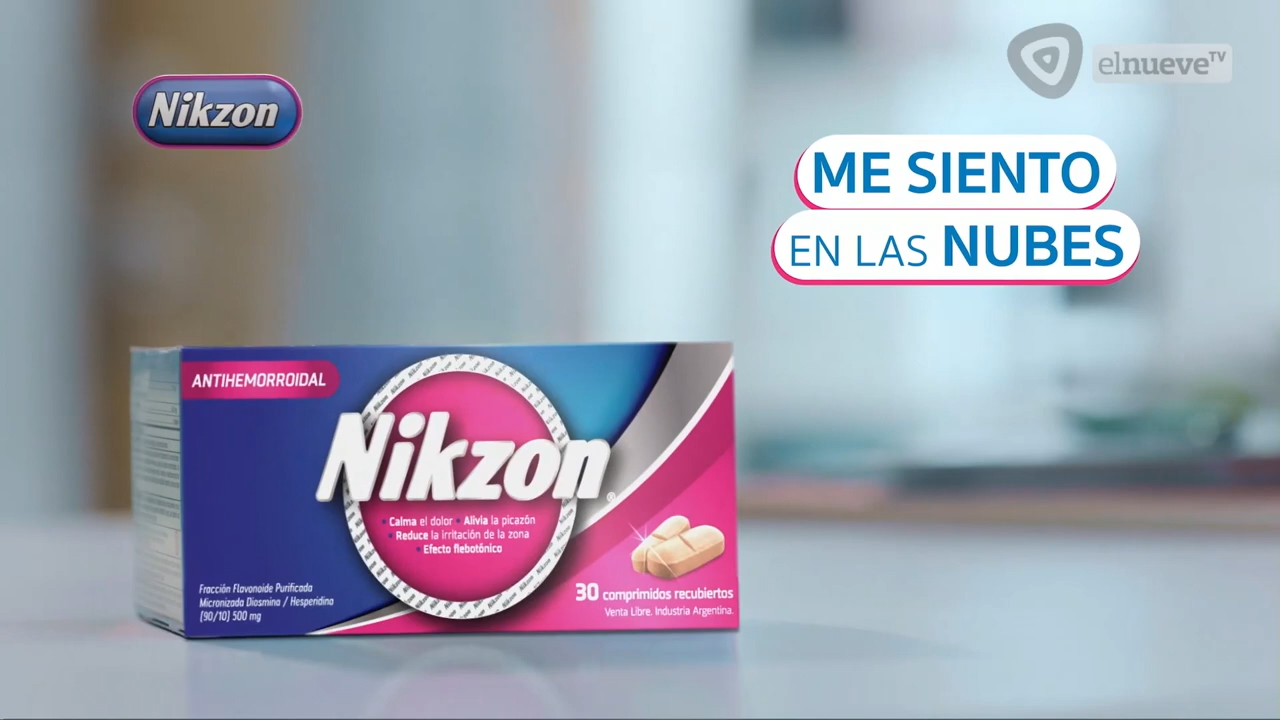 Nikzon
elnueveTV
ME SIENTO
EN LAS NUBES
ANTIHEMORROIDAL
Nikzon®
• Calma el dolor • Alivia la picazón
• Reduce la irritación de la zona
• Efecto flebotónico
Fracción Flavonoide Purificada
Micronizada Diosmina / Hesperidina
(90/10) 500 mg
30 comprimidos recubiertos
Venta Libre. Industria Argentina.